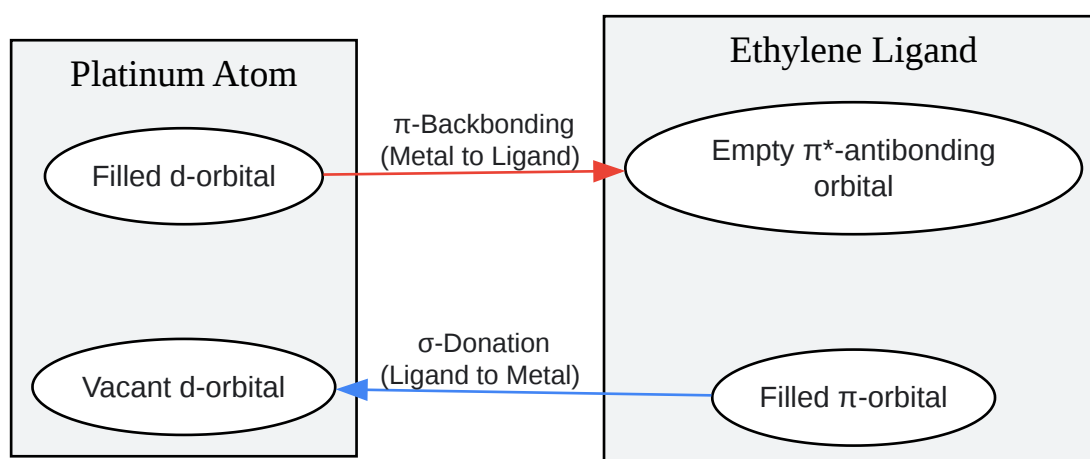 Platinum Atom
Filled d-orbital
Vacant d-orbital
π-Backbonding
(Metal to Ligand)
σ-Donation
(Ligand to Metal)
Ethylene Ligand
Empty π*-antibonding
orbital
Filled π-orbital